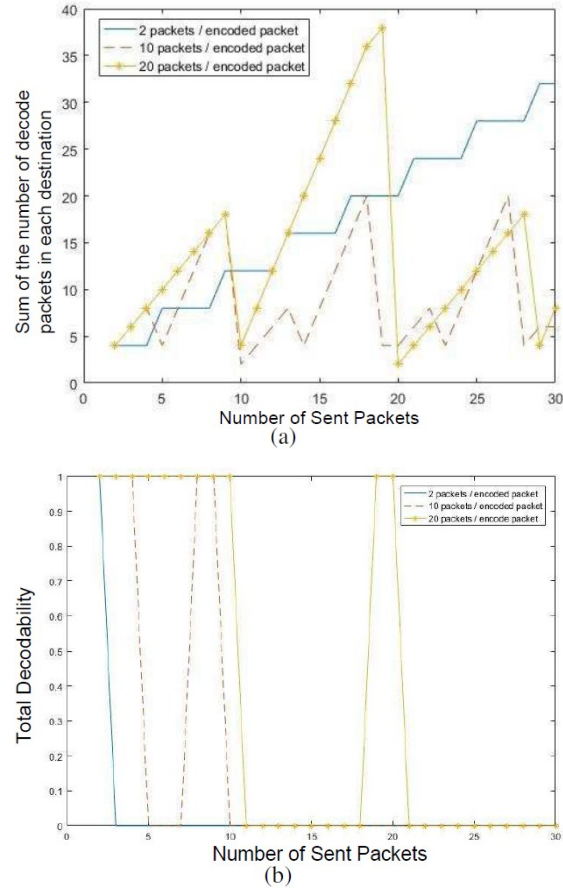 40
35
30
25
20
15
10
5
0
2 packets / encoded packet
10 packets / encoded packet
20 packets / encoded packet
Sum of the number of decode
packets in each destination
0 5 10 15 20 25 30
Number of Sent Packets
(a)
1
0.9
0.8
0.7
0.6
0.5
0.4
0.3
0.2
0.1
0
2 packets / encoded packet
10 packets / encoded packet
20 packets / encode packet
Total Decodability
0 5 10 15 20 25 30
Number of Sent Packets
(b)